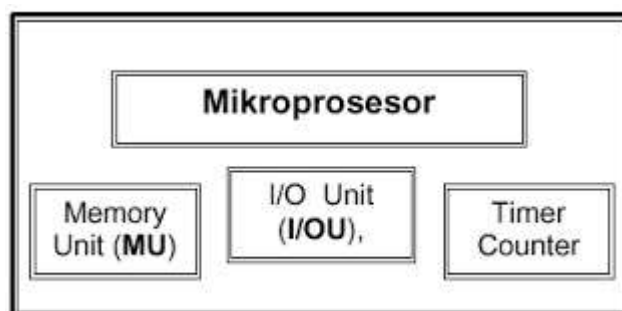 Mikroprosesor
Memory
Unit (MU)
I/O Unit
(I/OU),
Timer
Counter